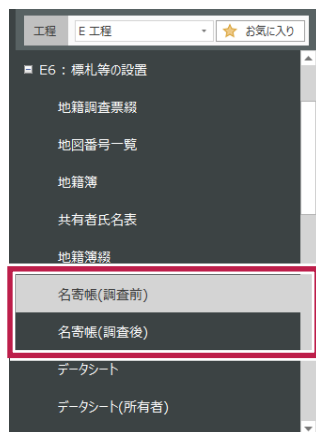 工程 E 工程 お気に入り
E6：標札等の設置
地籍調査票綴
地図番号一覧
地籍簿
共有者氏名表
地籍簿綴
名寄帳(調査前)
名寄帳(調査後)
データシート
データシート(所有者)